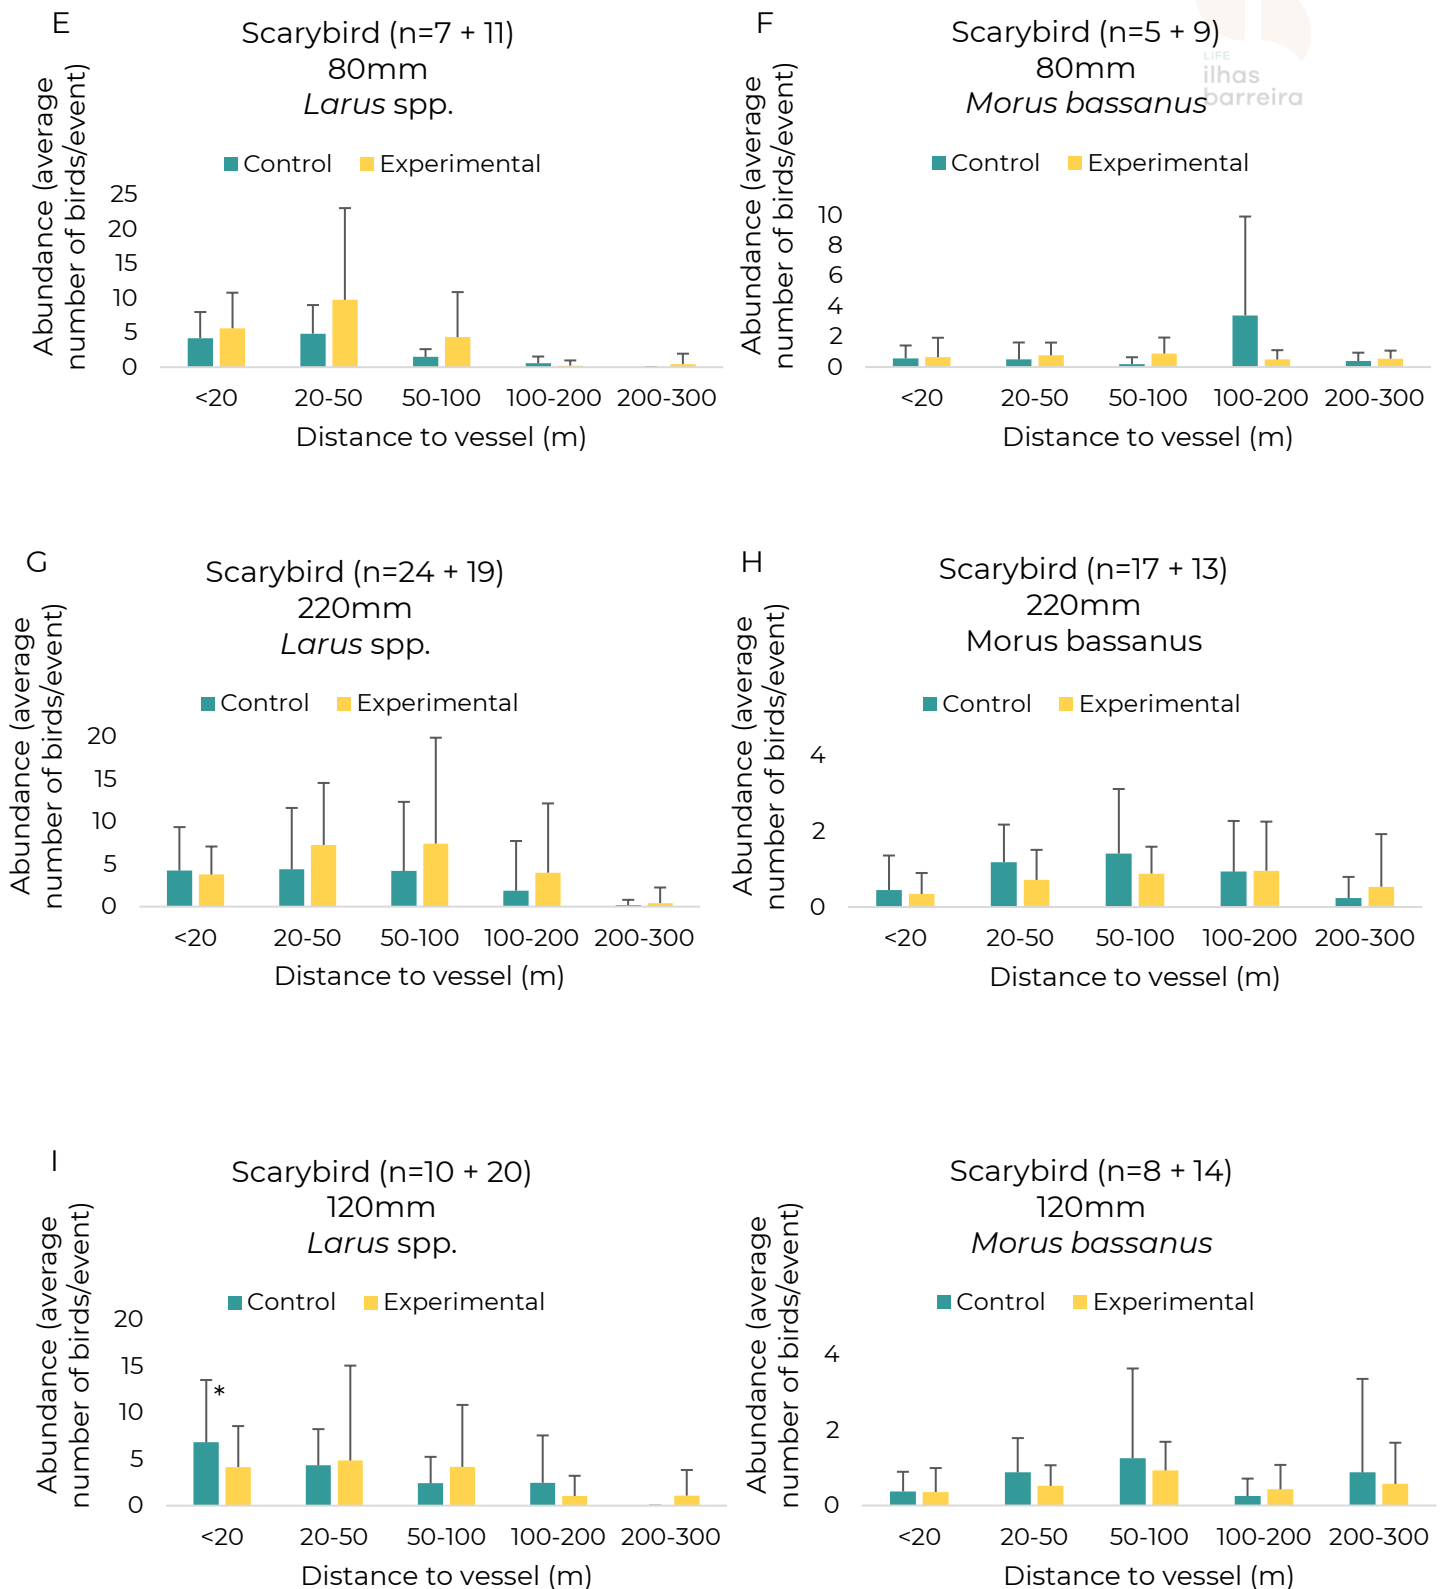 E
Scarybird (n=7 + 11)
80mm
Larus spp.
Control Experimental
Abundance (average
number of birds/event)
25
20
15
10
5
0
<20 20-50 50-100 100-200 200-300
Distance to vessel (m)
F
Scarybird (n=5 + 9)
80mm
Morus bassanus
LIFE
ilhas
barreira
Control Experimental
Abundance (average
number of birds/event)
10
8
6
4
2
0
<20 20-50 50-100 100-200 200-300
Distance to vessel (m)
G
Scarybird (n=24 + 19)
220mm
Larus spp.
Control Experimental
Abundance (average
number of birds/event)
20
15
10
5
0
<20 20-50 50-100 100-200 200-300
Distance to vessel (m)
H
Scarybird (n=17 + 13)
220mm
Morus bassanus
Control Experimental
Abundance (average
number of birds/event)
4
2
0
<20 20-50 50-100 100-200 200-300
Distance to vessel (m)
I
Scarybird (n=10 + 20)
120mm
Larus spp.
Control Experimental
Abundance (average
number of birds/event)
20
15
10
5
0
*
<20 20-50 50-100 100-200 200-300
Distance to vessel (m)
Scarybird (n=8 + 14)
120mm
Morus bassanus
Control Experimental
Abundance (average
number of birds/event)
4
2
0
<20 20-50 50-100 100-200 200-300
Distance to vessel (m)